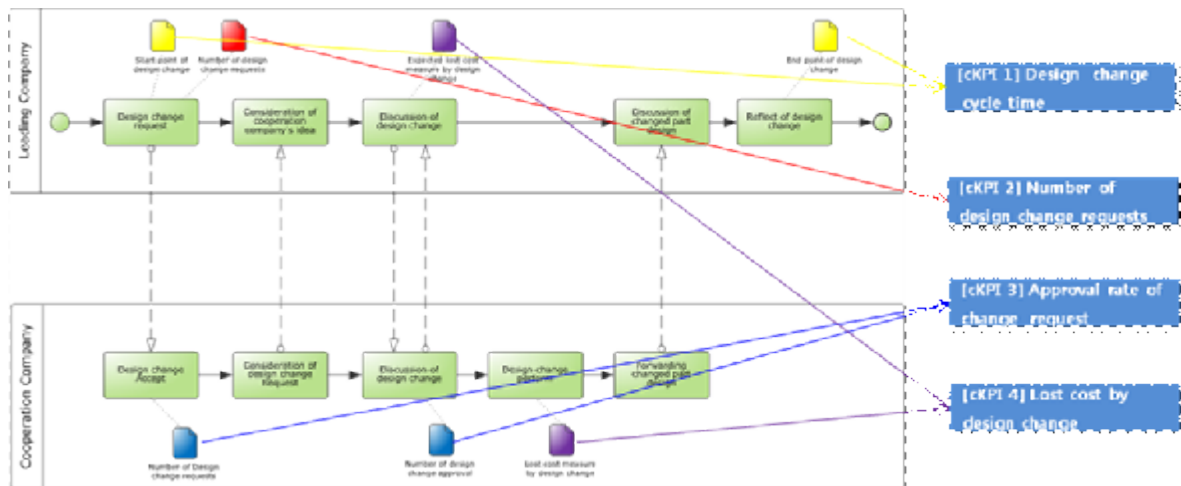 Leading Company
Start point of
design change
Number of design
change requests
Expected lost cost
measure by design
change
End point of
design change
Design change
request
Consideration of
cooperation
company's idea
Discussion of
design change
Discussion of
changed part
design
Reflect of design
change
[cKPI 1] Design change
cycle time
[cKPI 2] Number of
design change requests
[cKPI 3] Approval rate of
change request
[cKPI 4] Lost cost by
design change
Cooperation Company
Design change
Accept
Consideration of
design change
Request
Discussion of
design change
Design change
Forwarding
changed part
design
Number of Design
change requests
Number of design
change approval
Lost cost measure
by design change